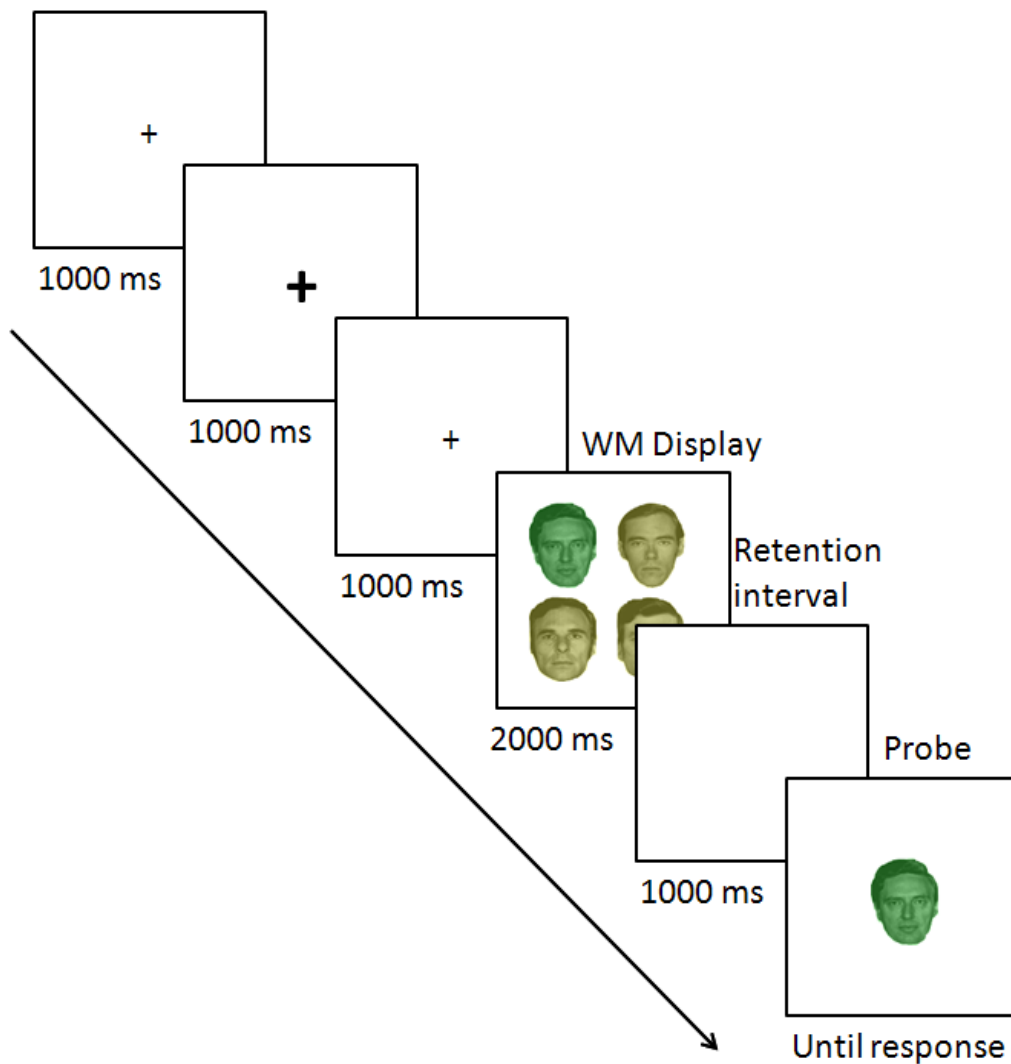 +
1000 ms
+
1000 ms
+
1000 ms
WM Display
2000 ms
Retention
interval
1000 ms
Probe
Until response